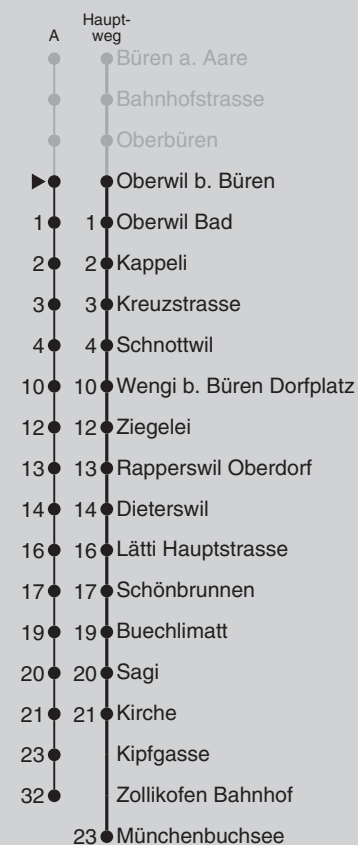 A Haupt-
weg
Büren a. Aare
Bahnhofstrasse
Oberbüren
Oberwil b. Büren
1 1 Oberwil Bad
2 2 Kappeli
3 3 Kreuzstrasse
4 4 Schnottwil
10 10 Wengi b. Büren Dorfplatz
12 12 Ziegelei
13 13 Rapperswil Oberdorf
14 14 Dieterswil
16 16 Lätti Hauptstrasse
17 17 Schönbrunnen
19 19 Buechlimatt
20 20 Sagi
21 21 Kirche
23 Kipfgasse
32 Zollikofen Bahnhof
23 Münchenbuchsee